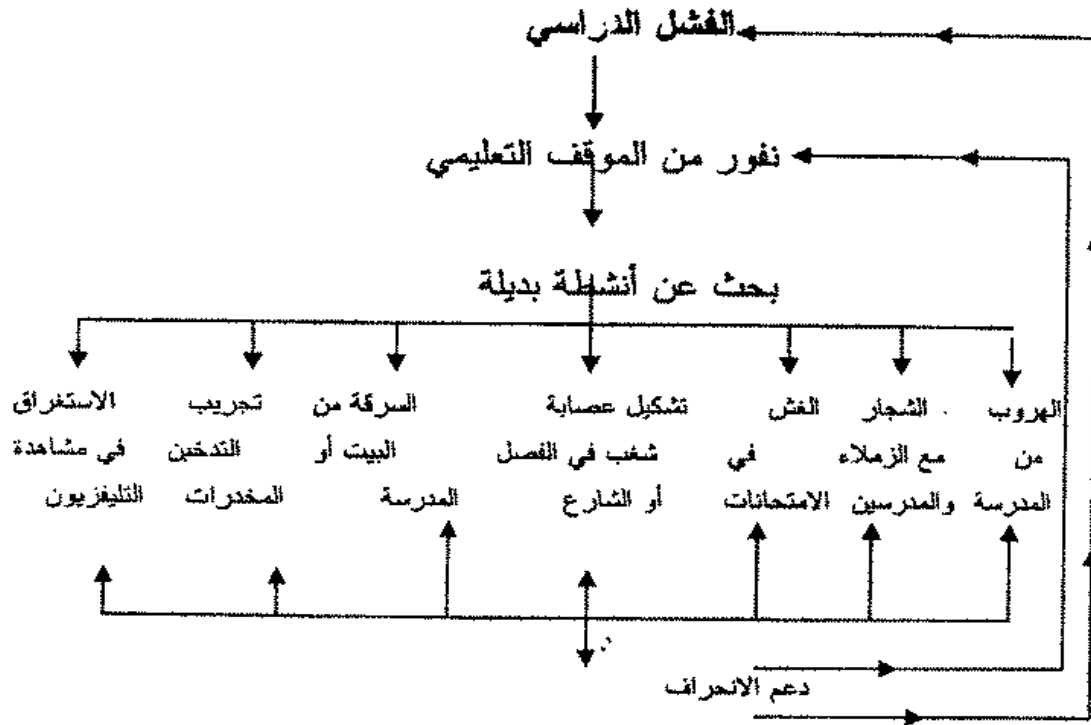 الفشل الدراسي
نفور من الموقف التعليمي
بحث عن أنشطة بديلة
الهروب
من
المدرسة
الشجار
مع الزملاء
والمدرسين
الغش
في
الامتحانات
تشكيل عصابة
شغب في الفصل
أو الشارع
السرقة من
البيت أو
المدرسة
تجريب
التدخين
المخدرات
الاستغراق
في مشاهدة
التليفزيون
دعم الانحراف